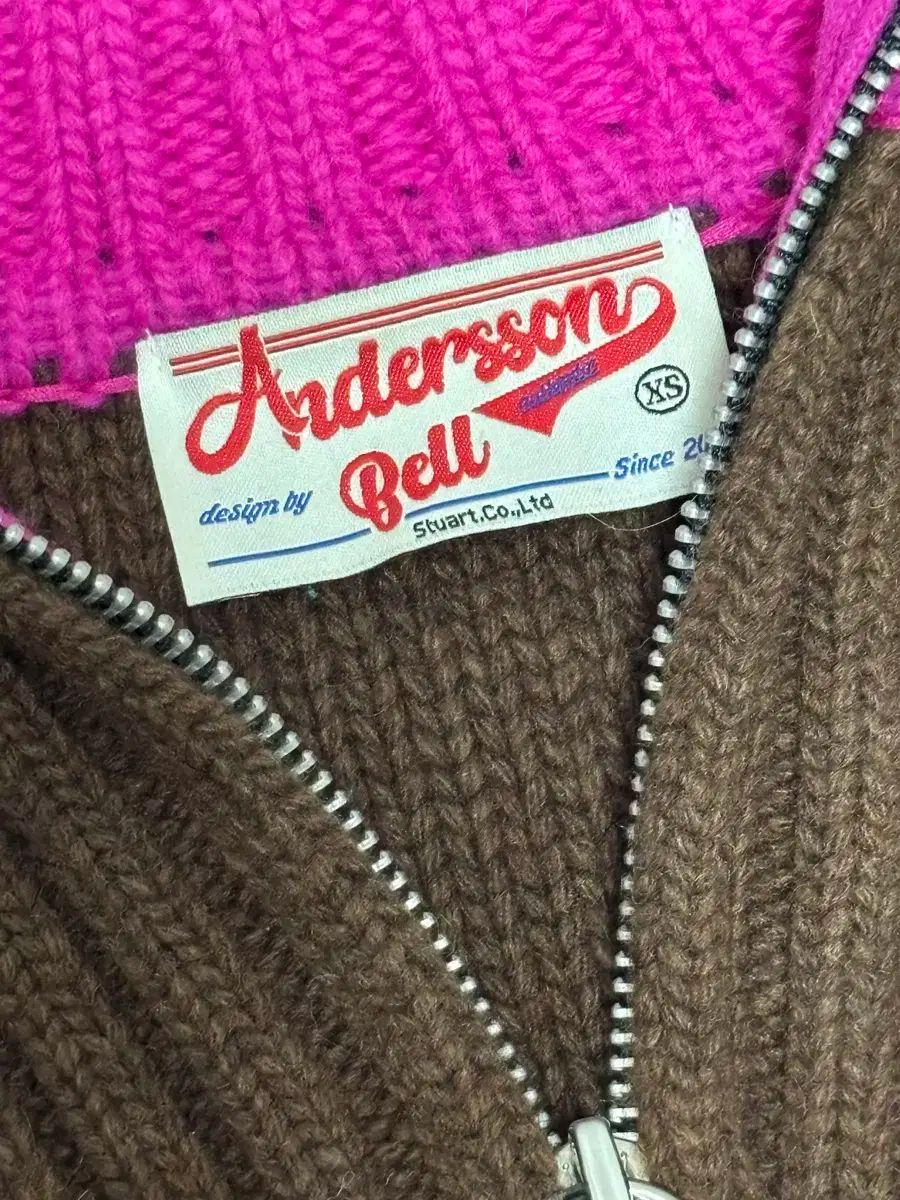 Andersson
authentic
XS
Bell
design by
Since 20
Stuart.Co.,Ltd